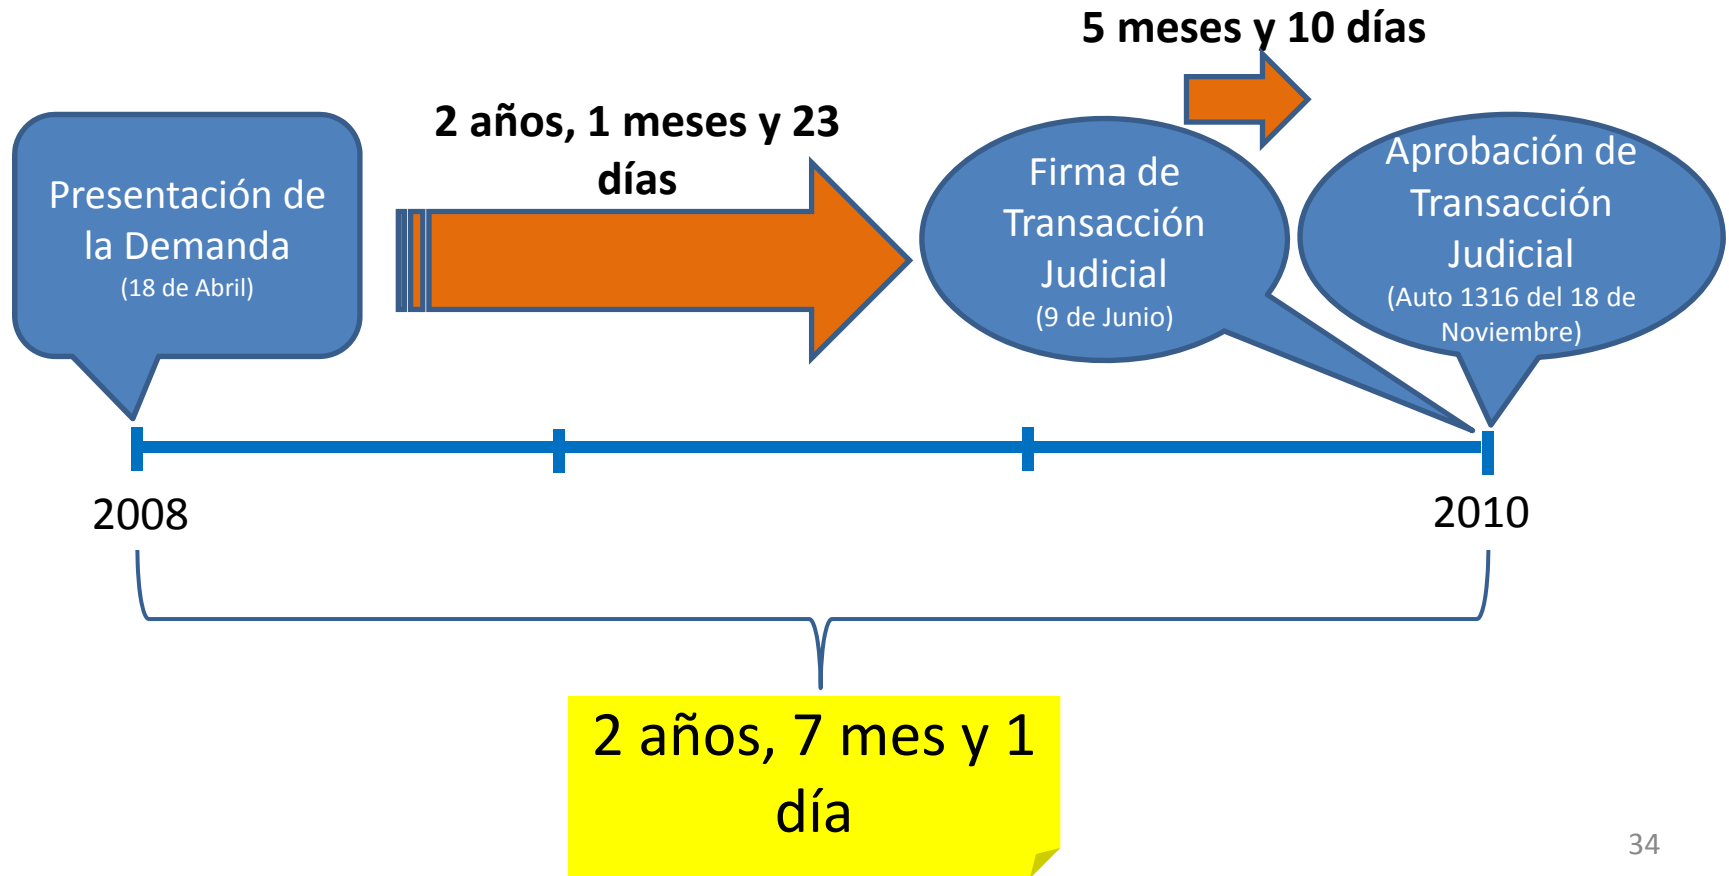 5 meses y 10 días
2 años, 1 meses y 23
días
Presentación de
la Demanda
(18 de Abril)
Firma de
Transacción
Judicial
(9 de Junio)
Aprobación de
Transacción
Judicial
(Auto 1316 del 18 de
Noviembre)
2008
2010
2 años, 7 mes y 1
día
34